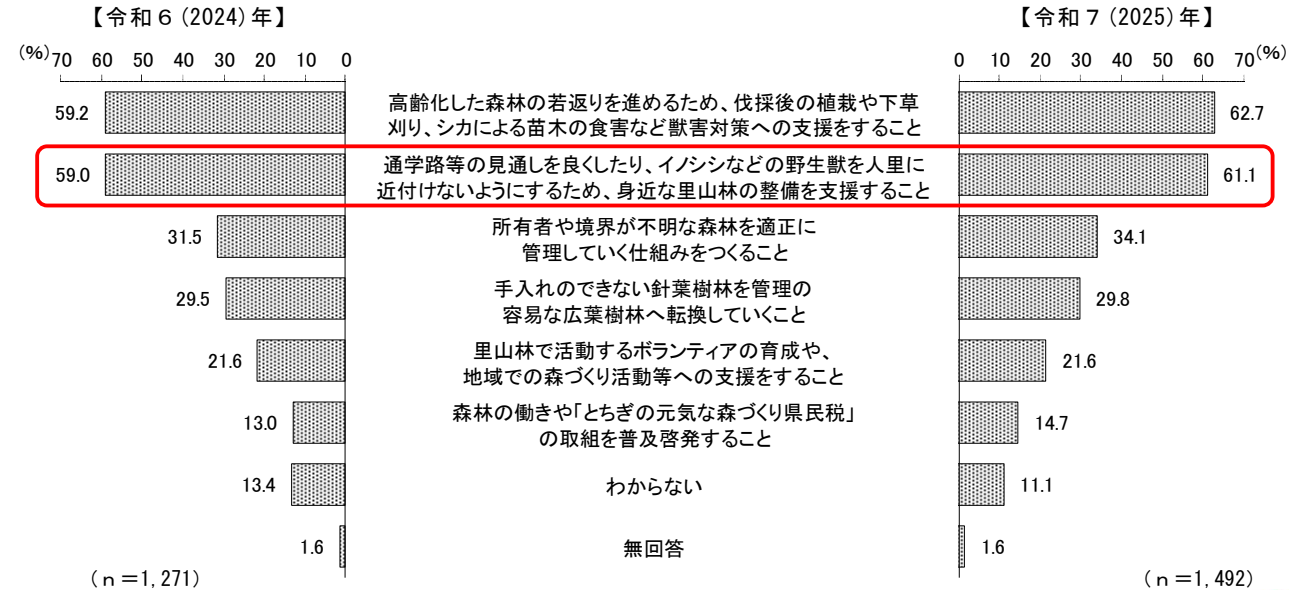 【令和６(2024)年】
【令和７(2025)年】
(%) 70 60 50 40 30 20 10 0
0 10 20 30 40 50 60 70 (%)
59.2
高齢化した森林の若返りを進めるため、伐採後の植栽や下草
刈り、シカによる苗木の食害など獣害対策への支援をすること
62.7
59.0
通学路等の見通しを良くしたり、イノシシなどの野生獣を人里に
近付けないようにするため、身近な里山林の整備を支援すること
61.1
31.5
所有者や境界が不明な森林を適正に
管理していく仕組みをつくること
34.1
29.5
手入れのできない針葉樹林を管理の
容易な広葉樹林へ転換していくこと
29.8
21.6
里山林で活動するボランティアの育成や、
地域での森づくり活動等への支援をすること
21.6
13.0
森林の働きや「とちぎの元気な森づくり県民税」
の取組を普及啓発すること
14.7
13.4
わからない
11.1
1.6
無回答
1.6
(ｎ＝1,271)
(ｎ＝1,492)